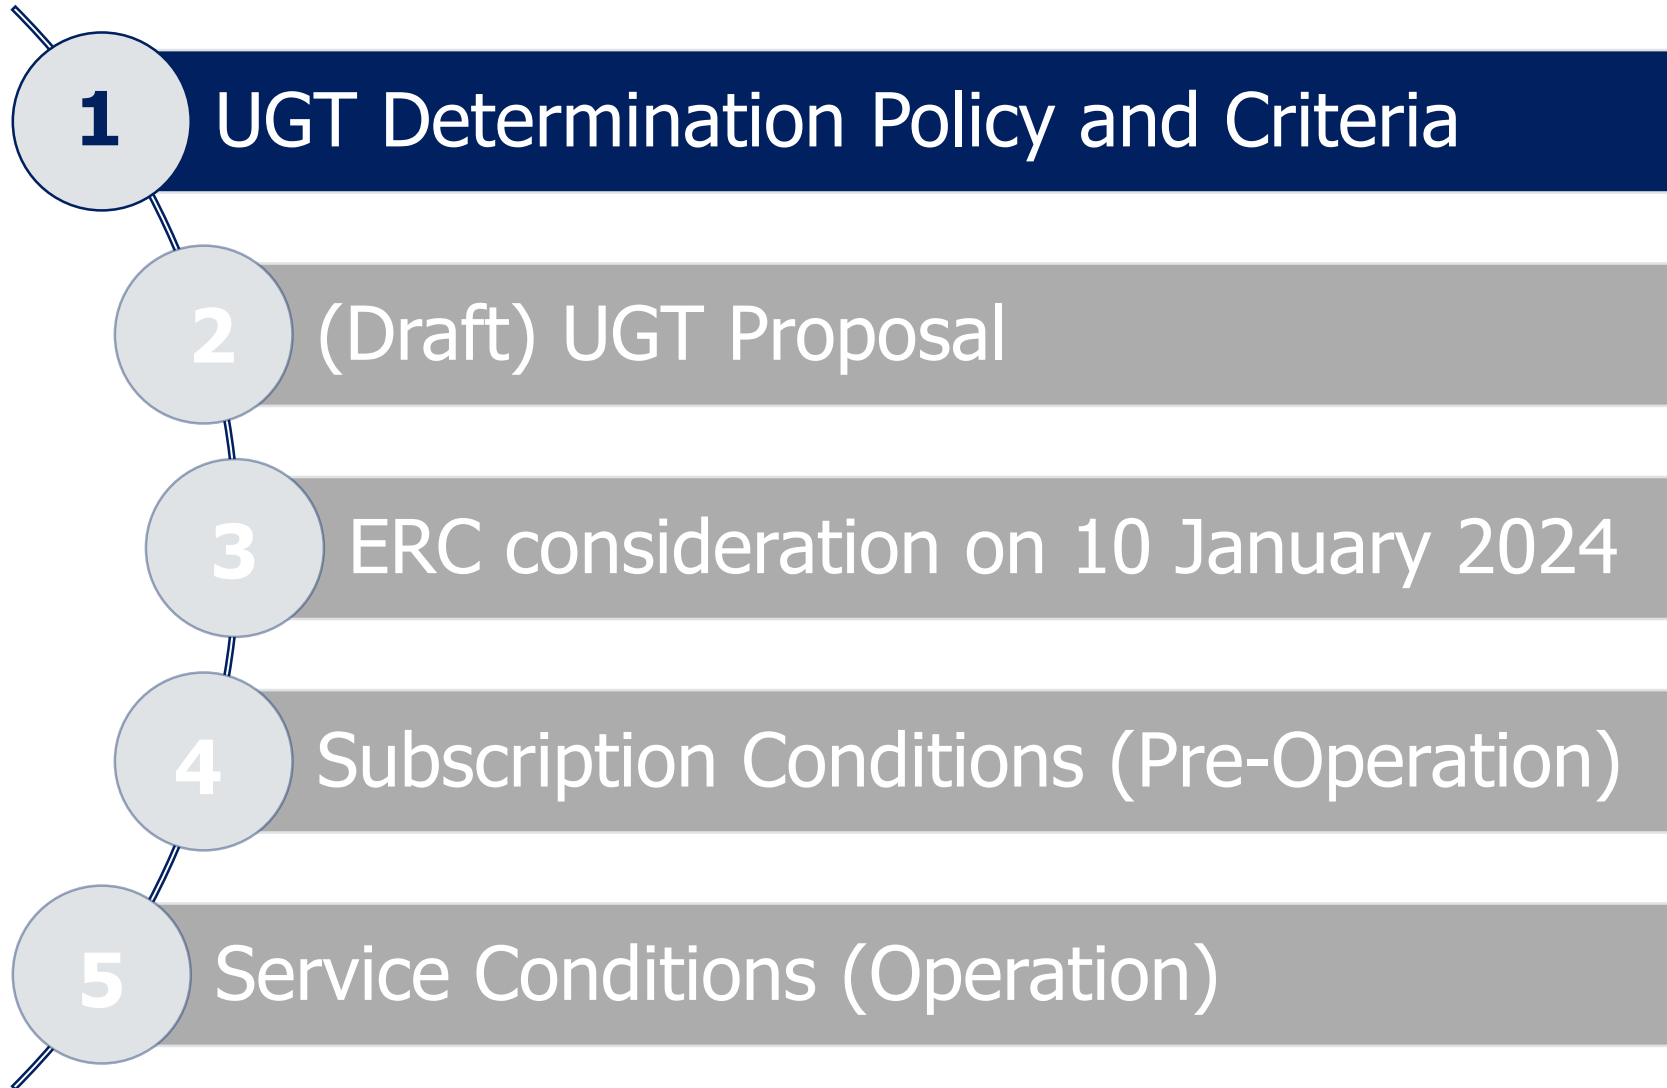 1 UGT Determination Policy and Criteria
2 (Draft) UGT Proposal
3 ERC consideration on 10 January 2024
4 Subscription Conditions (Pre-Operation)
5 Service Conditions (Operation)